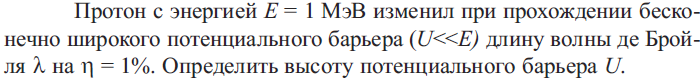 Протон с энергией E = 1 МэВ изменил при прохождении беско-
нечно широкого потенциального барьера (U<<E) длину волны де Брой-
ля λ на η = 1%. Определить высоту потенциального барьера U.